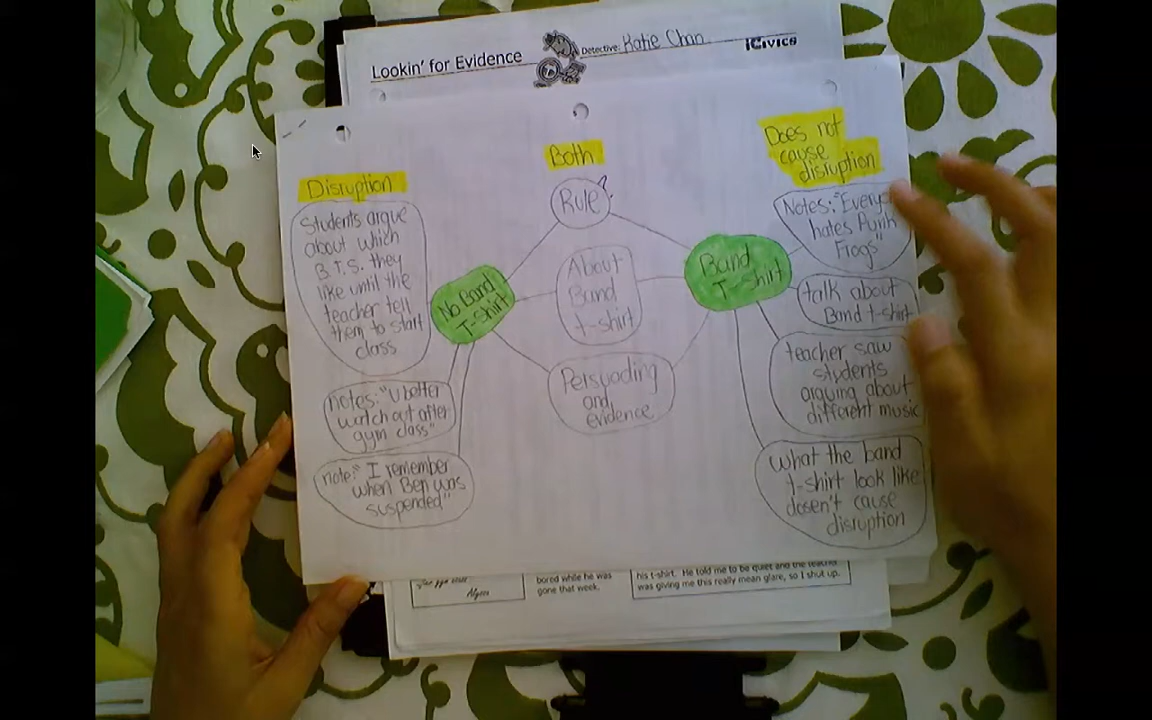 Lookin' for Evidence
Detective: Katie Chan
iCivics
Disruption
Students argue
about which
B.T.S. they
like until the
teacher tell
them to start
class
notes: "U better
watch out after
gym class"
note: "I remember
when Ben was
suspended"
No Band
T-Shirt
Both
Rule?
About
Band
t-shirt
Persuading
and
evidence
Band
T-Shirt
Does not
cause
disruption
Notes: "Every
hates Punk
Frogs"
talk about
Band t-shirt
teacher saw
students
arguing about
different music
what the band
t-shirt look like
dosen't cause
disruption
Alyssa
bored while he was
gone that week.
his t-shirt. He told me to be quiet and the teacher
was giving me this really mean glare, so I shut up.